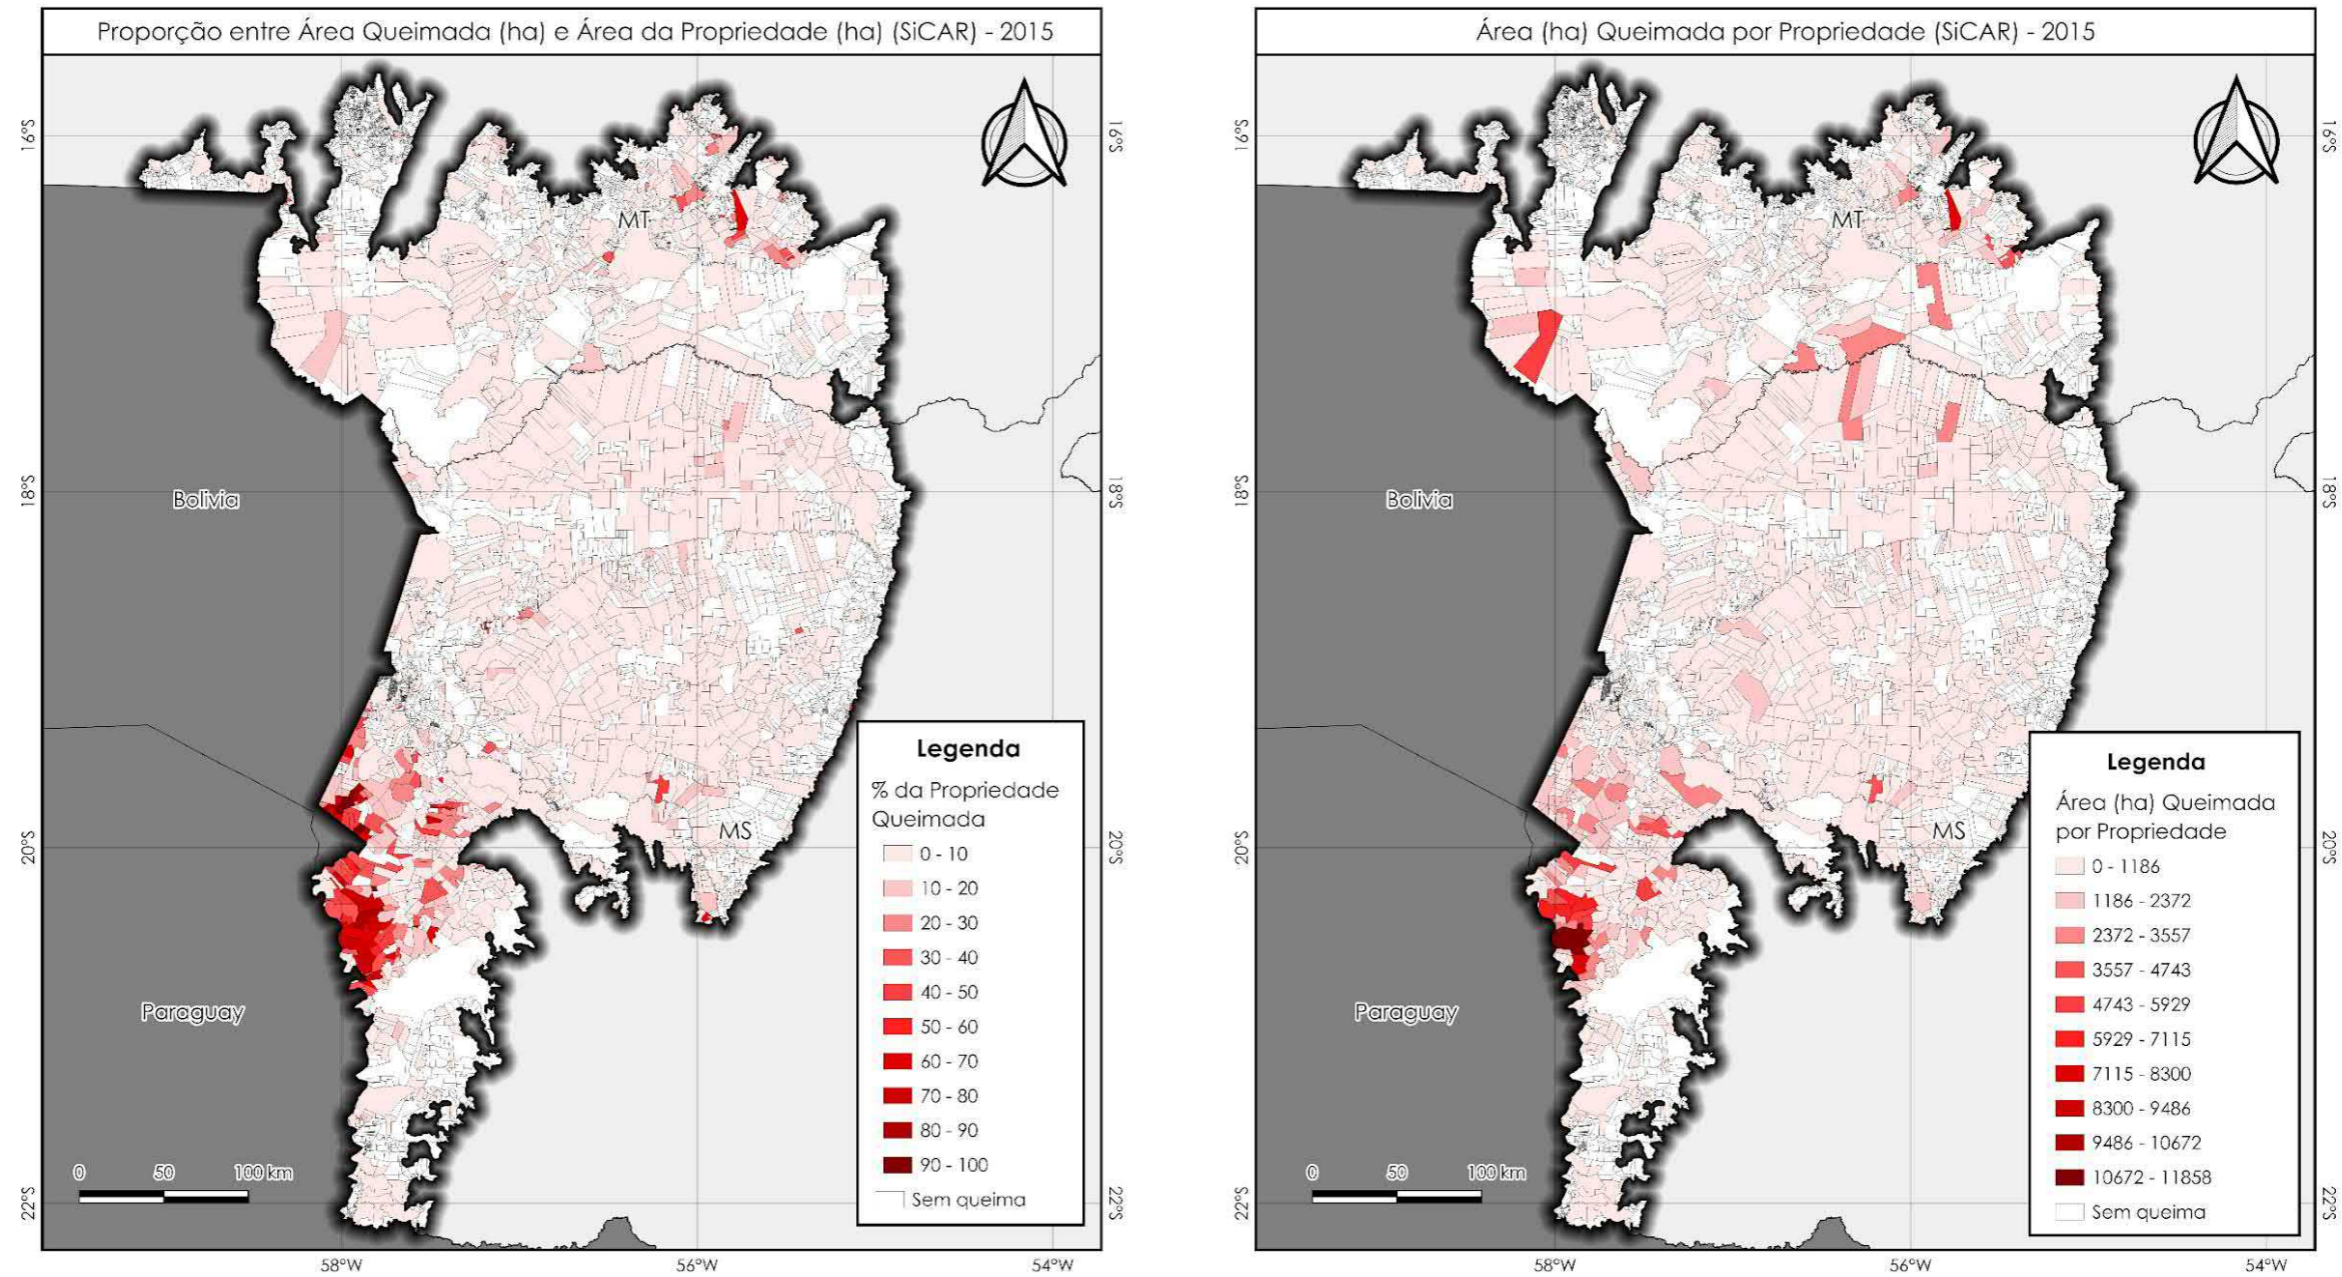 Proporção entre Área Queimada (ha) e Área da Propriedade (ha) (SiCAR) - 2015
16°S
16°S
MT
Bolivia
18°S
18°S
MS
20°S
20°S
Paraguay
22°S
22°S
0 50 100 km
58°W 56°W 54°W
Legenda
% da Propriedade
Queimada
0 - 10
10 - 20
20 - 30
30 - 40
40 - 50
50 - 60
60 - 70
70 - 80
80 - 90
90 - 100
Sem queima
Área (ha) Queimada por Propriedade (SiCAR) - 2015
16°S
16°S
MT
Bolivia
18°S
18°S
MS
20°S
20°S
Paraguay
22°S
22°S
0 50 100 km
58°W 56°W 54°W
Legenda
Área (ha) Queimada
por Propriedade
0 - 1186
1186 - 2372
2372 - 3557
3557 - 4743
4743 - 5929
5929 - 7115
7115 - 8300
8300 - 9486
9486 - 10672
10672 - 11858
Sem queima